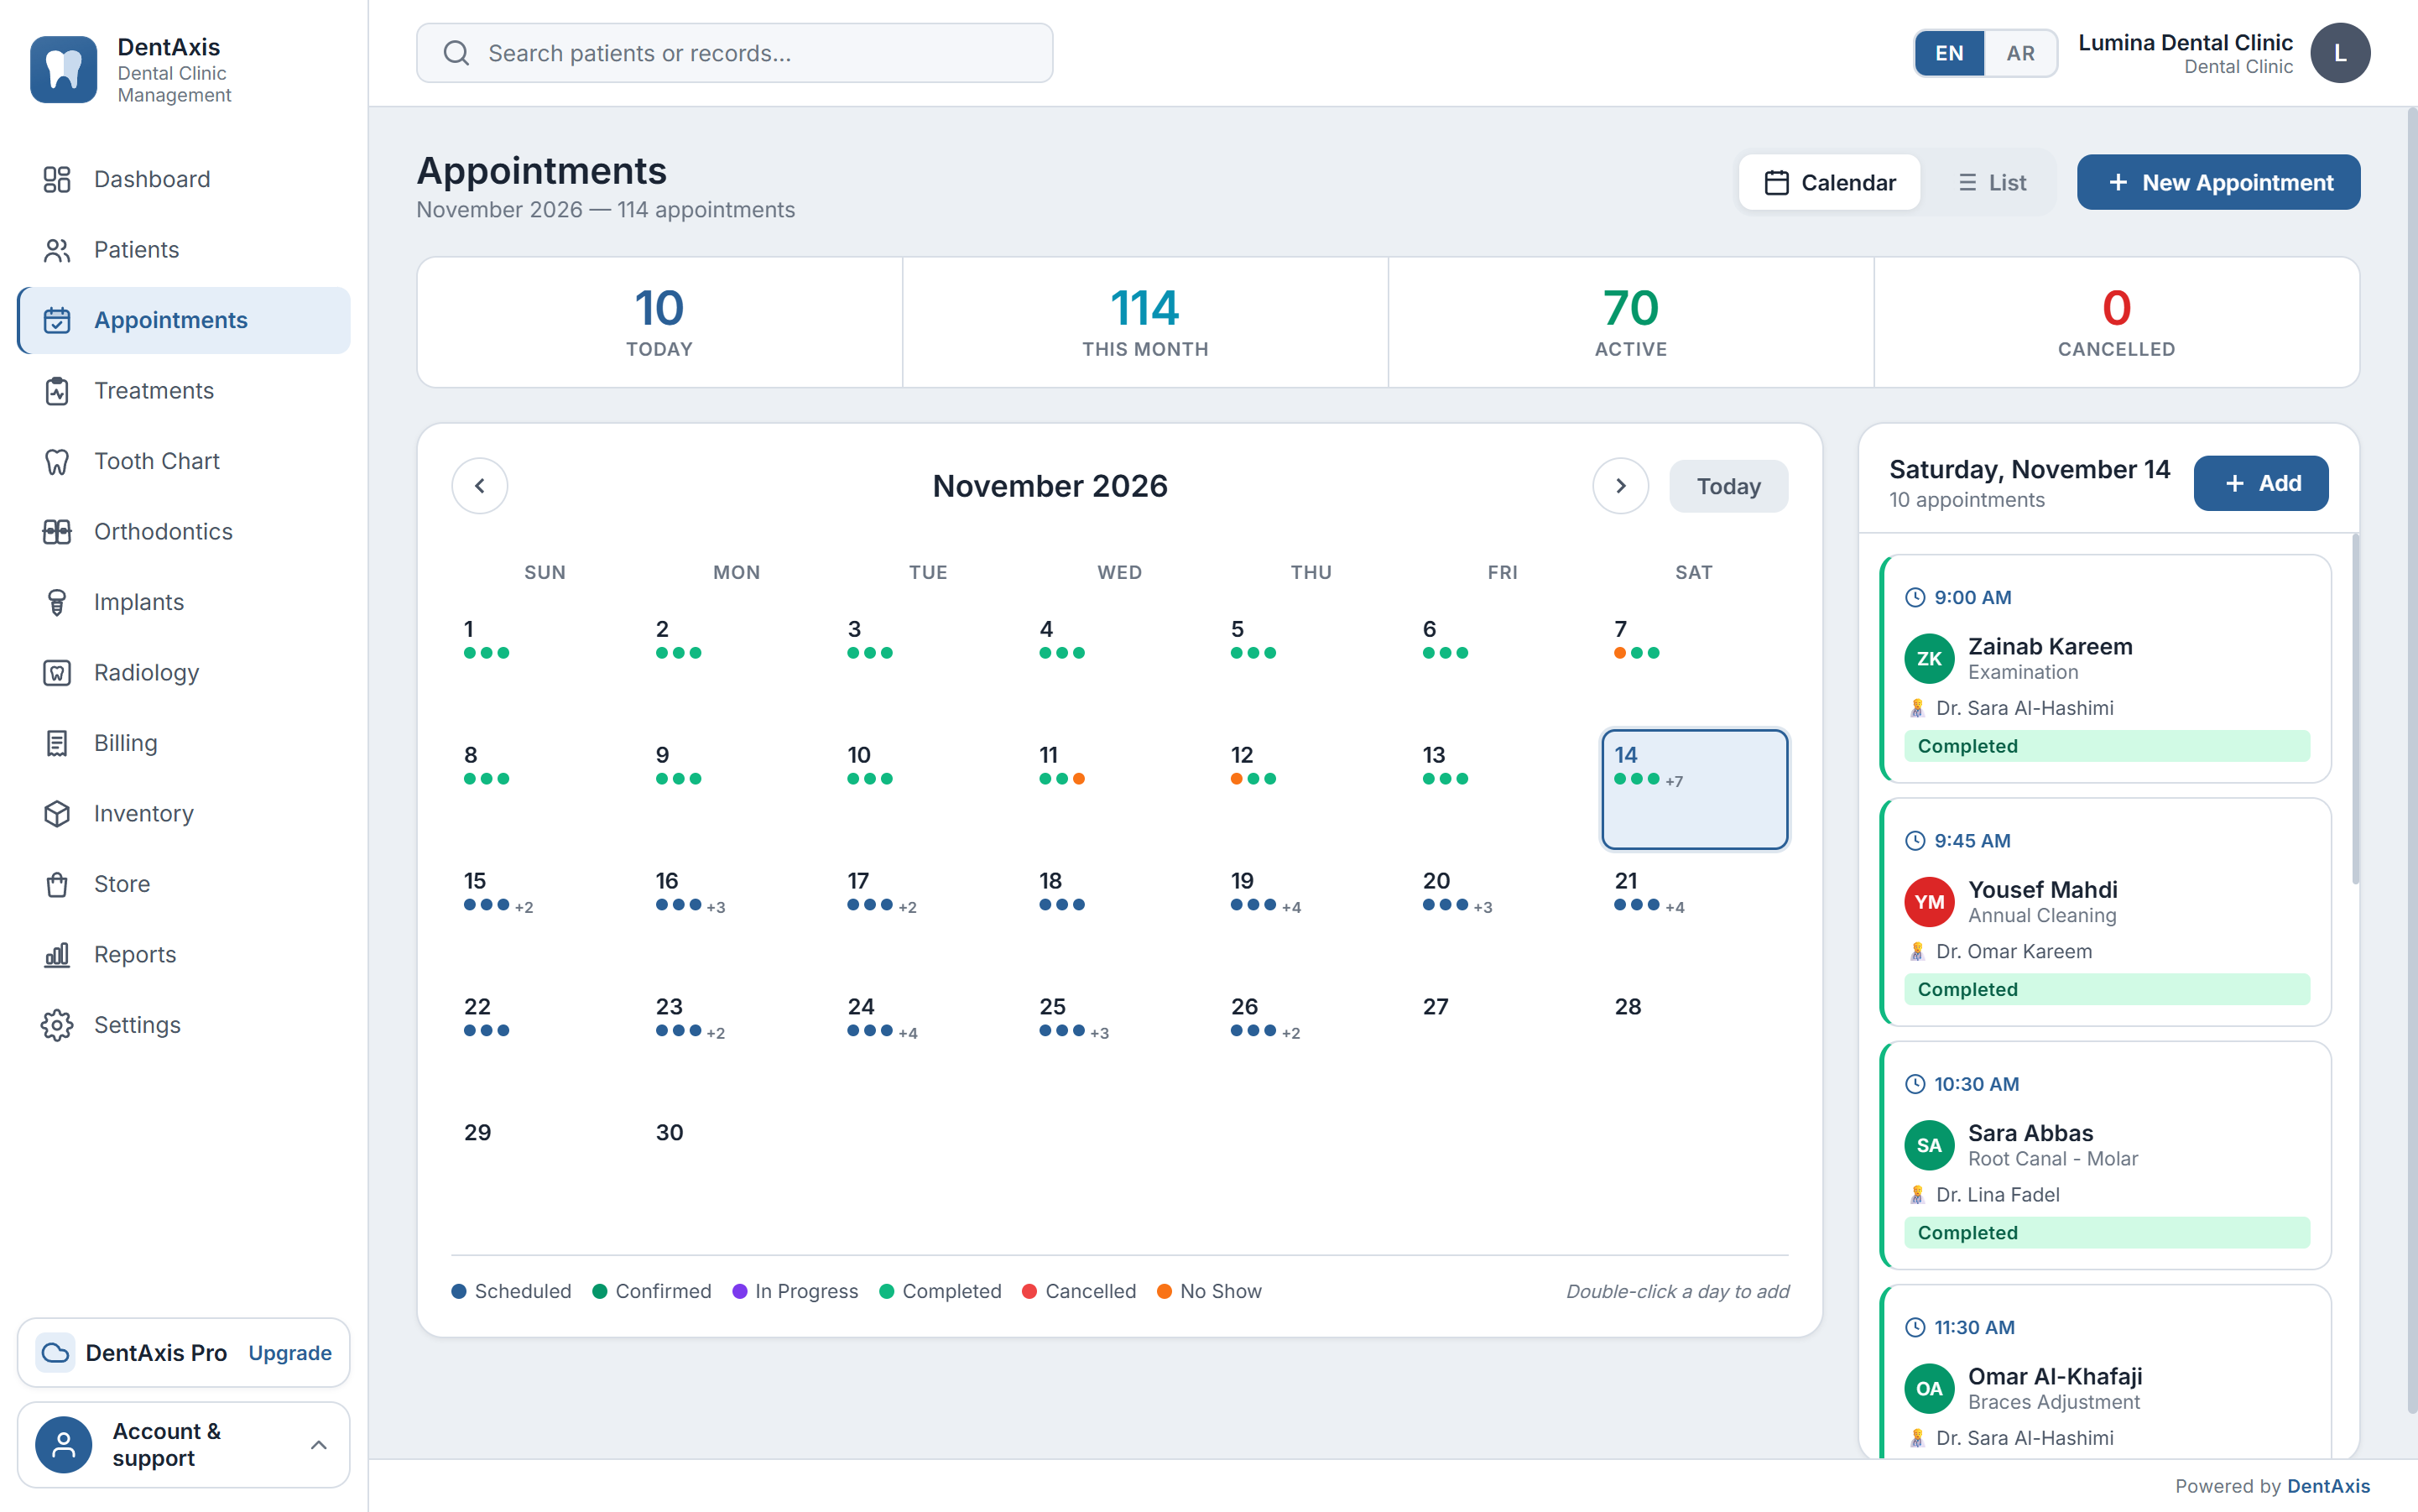 DentAxis
Dental Clinic
Management
Dashboard
Patients
Appointments
Treatments
Tooth Chart
Orthodontics
Implants
Radiology
Billing
Inventory
Store
Reports
Settings
DentAxis Pro Upgrade
Account &
support
Search patients or records...
EN AR
Lumina Dental Clinic
Dental Clinic
L
Appointments
November 2026 — 114 appointments
Calendar List
New Appointment
10
TODAY
114
THIS MONTH
70
ACTIVE
0
CANCELLED
November 2026
Today
SUN MON TUE WED THU FRI SAT
1 2 3 4 5 6 7
8 9 10 11 12 13 14
+7
15 16 17 18 19 20 21
+2 +3 +2 +4 +3 +4
22 23 24 25 26 27 28
+2 +4 +3 +2
29 30
Scheduled Confirmed In Progress Completed Cancelled No Show
Double-click a day to add
Saturday, November 14
10 appointments
Add
9:00 AM
ZK
Zainab Kareem
Examination
Dr. Sara Al-Hashimi
Completed
9:45 AM
YM
Yousef Mahdi
Annual Cleaning
Dr. Omar Kareem
Completed
10:30 AM
SA
Sara Abbas
Root Canal - Molar
Dr. Lina Fadel
Completed
11:30 AM
OA
Omar Al-Khafaji
Braces Adjustment
Dr. Sara Al-Hashimi
Powered by DentAxis